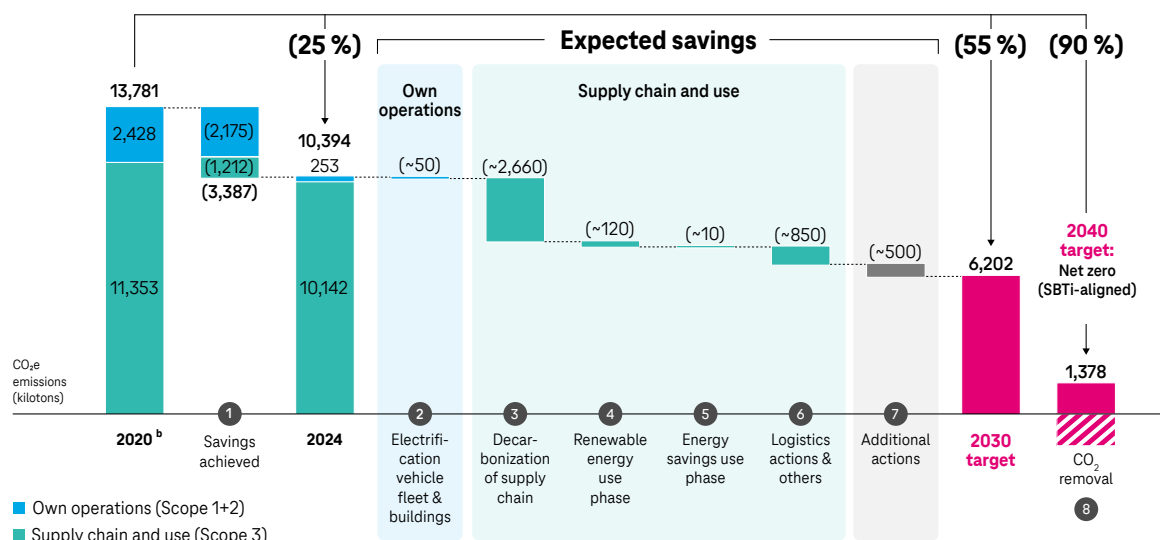 (25 %)
Expected savings
(55 %)
(90 %)
Own
operations
Supply chain and use
13,781
2,428
11,353
(2,175)
(1,212)
(3,387)
10,394
253
10,142
(~50)
(~2,660)
(~120)
(~10)
(~850)
(~500)
6,202
2040
target:
Net zero
(SBTi-aligned)
1,378
CO₂e
emissions
(kilotons)
1
2
3
4
5
6
7
2020 ᵇ
Savings
achieved
2024
Electrifi-
cation
vehicle
fleet &
buildings
Decar-
bonization
of supply
chain
Renewable
energy
use
phase
Energy
savings use
phase
Logistics
actions &
others
Additional
actions
2030
target
CO₂
removal
8
Own operations (Scope 1+2)
Supply chain and use (Scope 3)